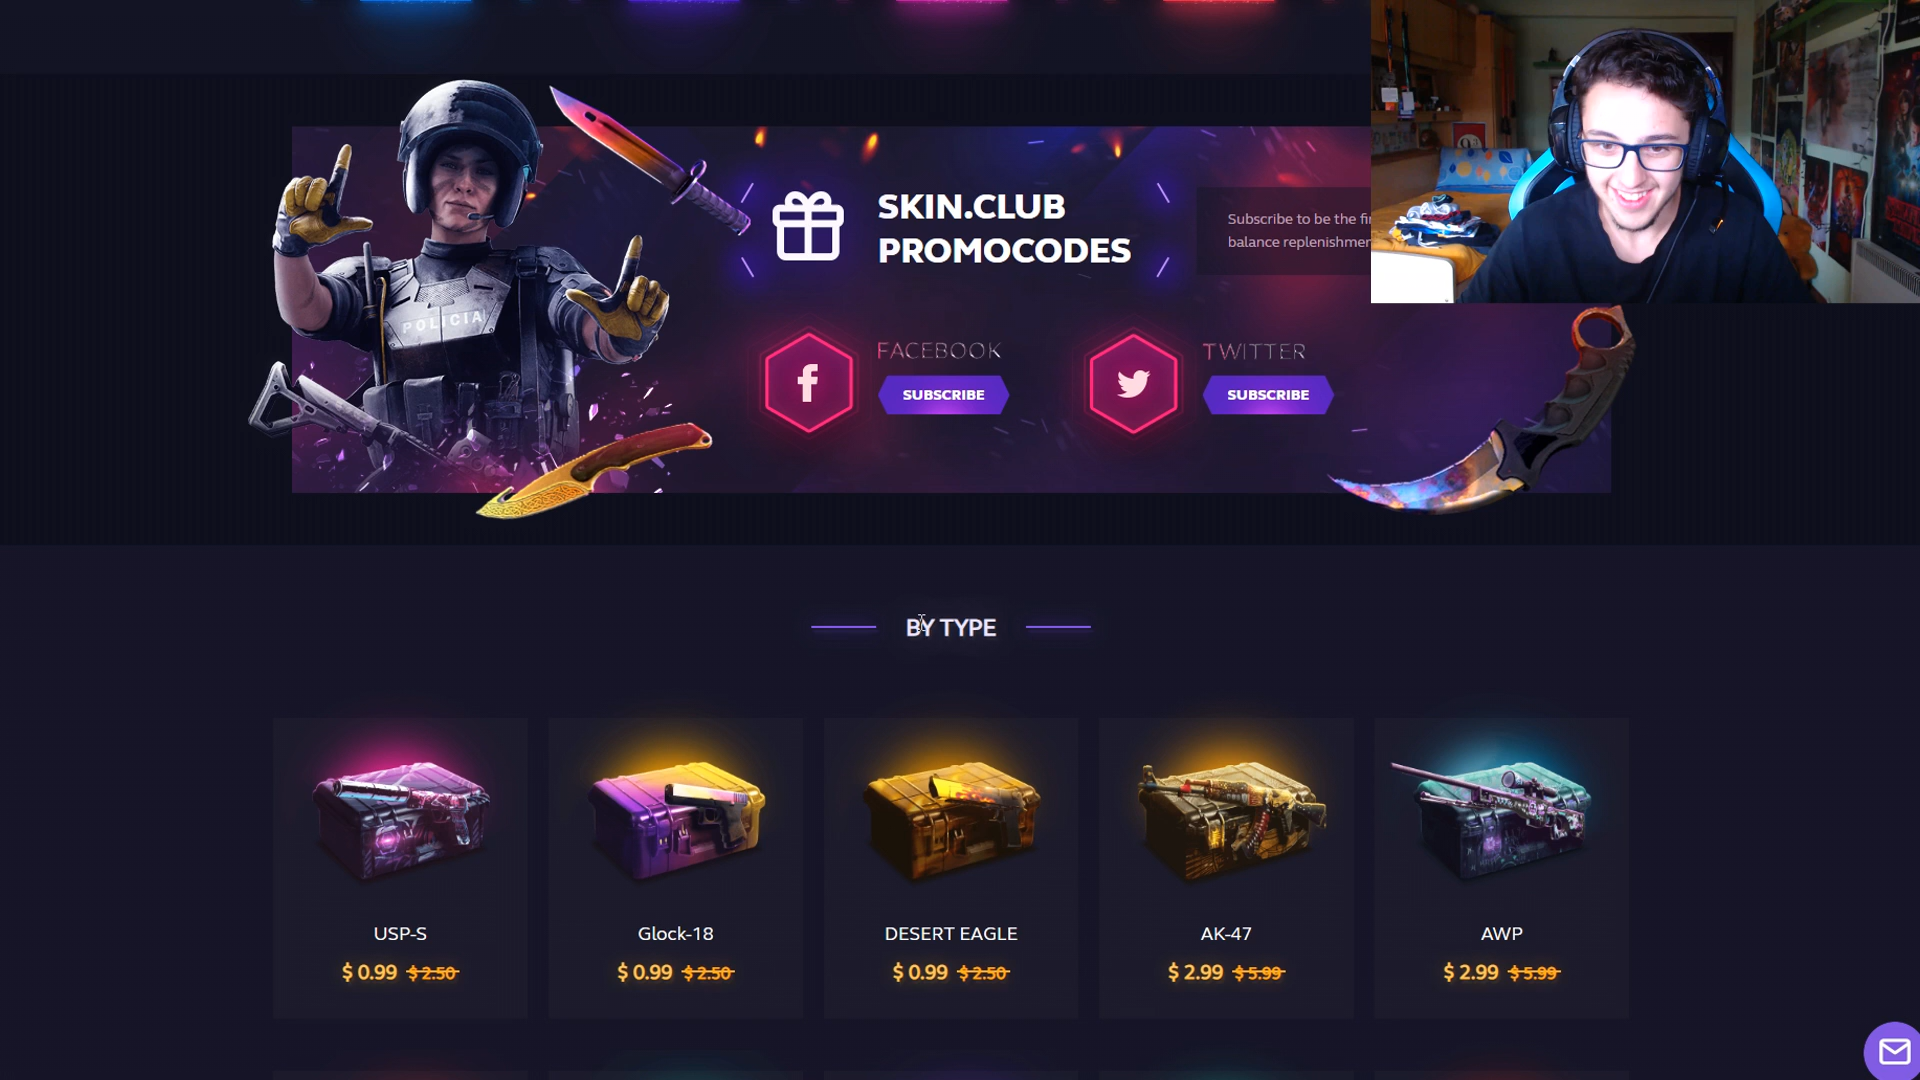 SKIN.CLUB
PROMOCODES
Subscribe to be the
balance replenishmen
POLICIA
FACEBOOK
SUBSCRIBE
TWITTER
SUBSCRIBE
BY TYPE
USP-S
$ 0.99 $ 2.50
Glock-18
$ 0.99 $ 2.50
DESERT EAGLE
$ 0.99 $ 2.50
AK-47
$ 2.99 $ 5.99
AWP
$ 2.99 $ 5.99